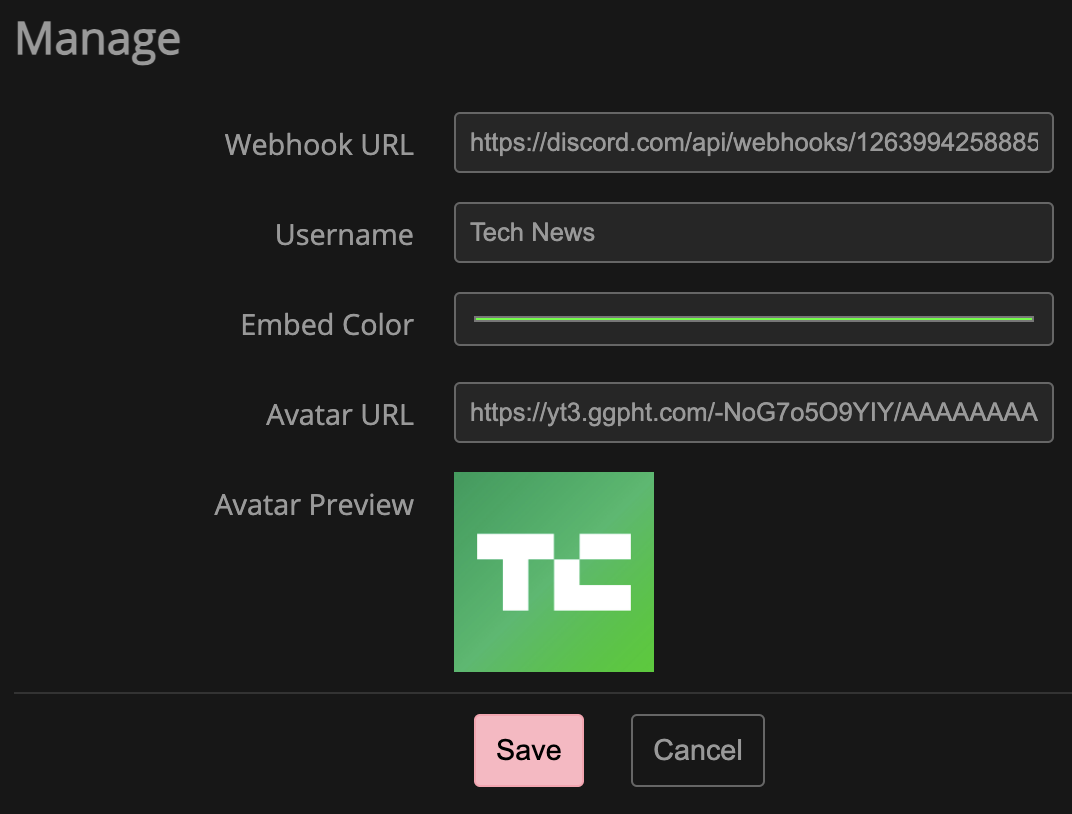 Manage
Webhook URL
https://discord.com/api/webhooks/1263994258885
Username
Tech News
Embed Color
Avatar URL
https://yt3.ggpht.com/-NoG7o5O9YIY/AAAAAAAA
Avatar Preview
TC
Save
Cancel